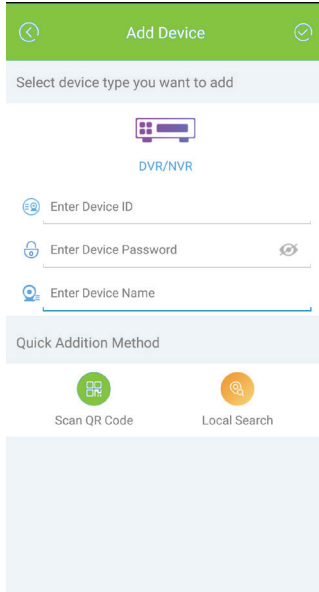 Add Device
Select device type you want to add
DVR/NVR
Enter Device ID
Enter Device Password
Enter Device Name
Quick Addition Method
Scan QR Code
Local Search